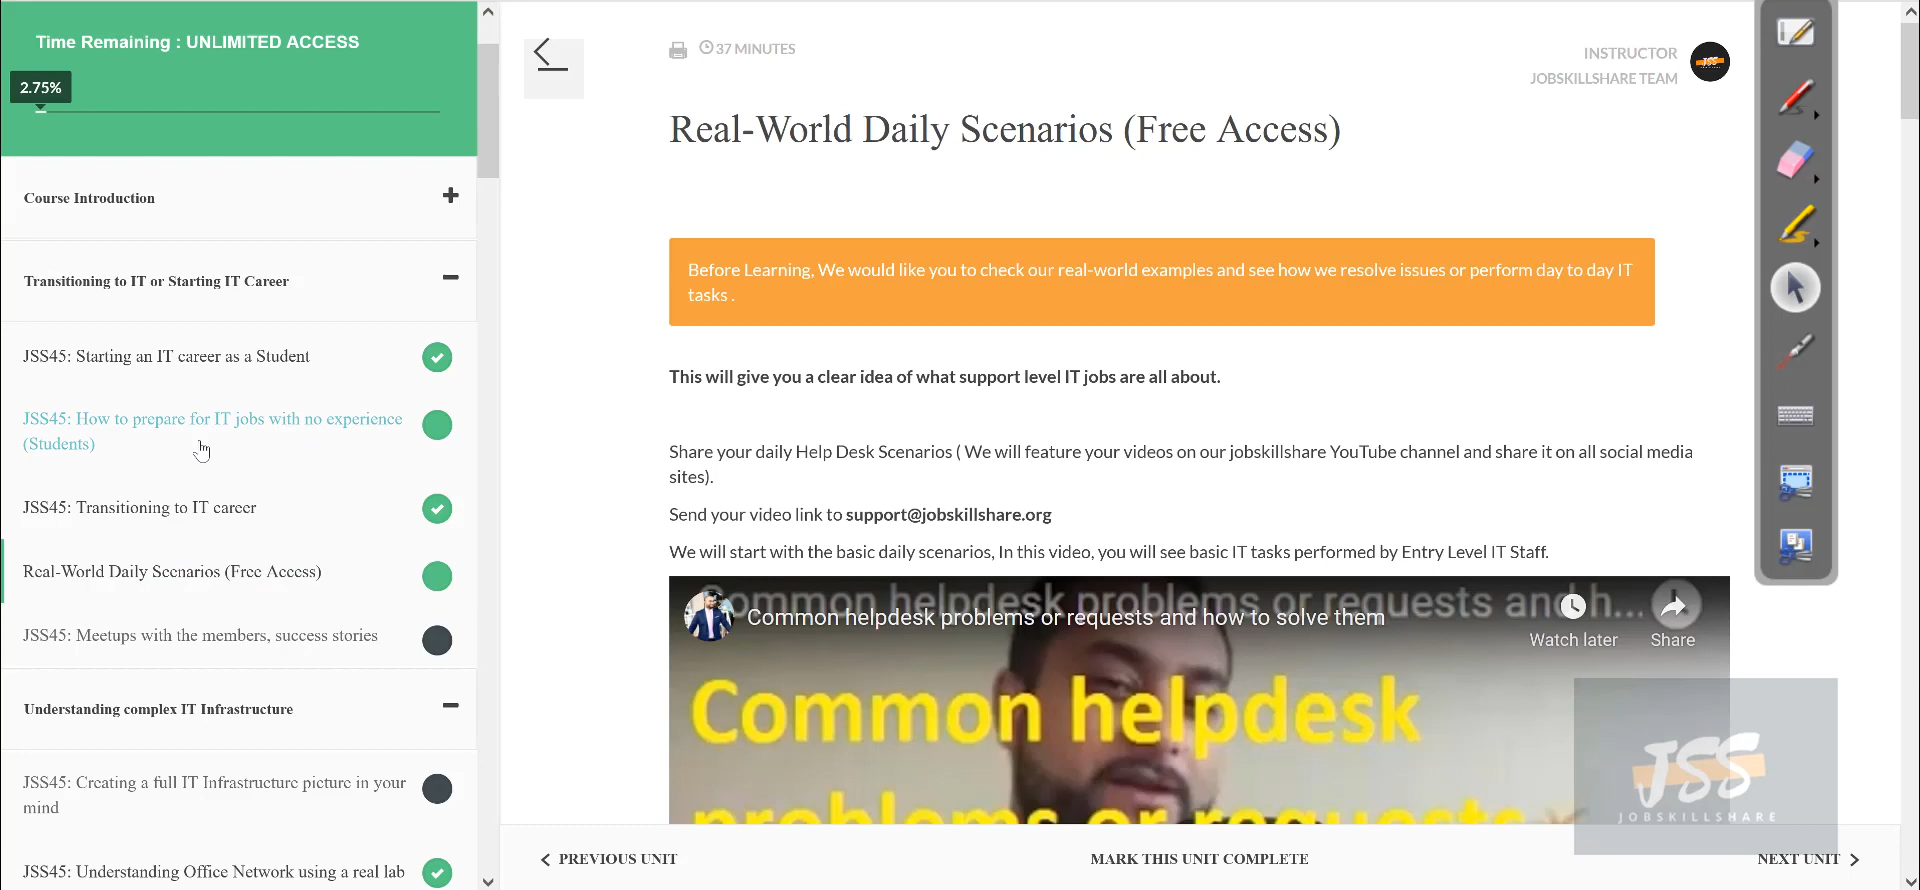 Time Remaining : UNLIMITED ACCESS
2.75%
Course Introduction
Transitioning to IT or Starting IT Career
JSS45: Starting an IT career as a Student
JSS45: How to prepare for IT jobs with no experience
(Students)
JSS45: Transitioning to IT career
Real-World Daily Scenarios (Free Access)
JSS45: Meetups with the members, success stories
Understanding complex IT Infrastructure
JSS45: Creating a full IT Infrastructure picture in your
mind
JSS45: Understanding Office Network using a real lab
37 MINUTES
INSTRUCTOR
JOBSKILLSHARE TEAM
JSS
Real-World Daily Scenarios (Free Access)
Before Learning, We would like you to check our real-world examples and see how we resolve issues or perform day to day IT
tasks .
This will give you a clear idea of what support level IT jobs are all about.
Share your daily Help Desk Scenarios ( We will feature your videos on our jobskillshare YouTube channel and share it on all social media
sites).
Send your video link to support@jobskillshare.org
We will start with the basic daily scenarios, In this video, you will see basic IT tasks performed by Entry Level IT Staff.
ommon helpdesk problems or requests and h...
Common helpdesk problems or requests and how to solve them
Watch later
Share
Common helpdesk
problems or requests
JSS
JOBSKILLSHARE
PREVIOUS UNIT
MARK THIS UNIT COMPLETE
NEXT UNIT